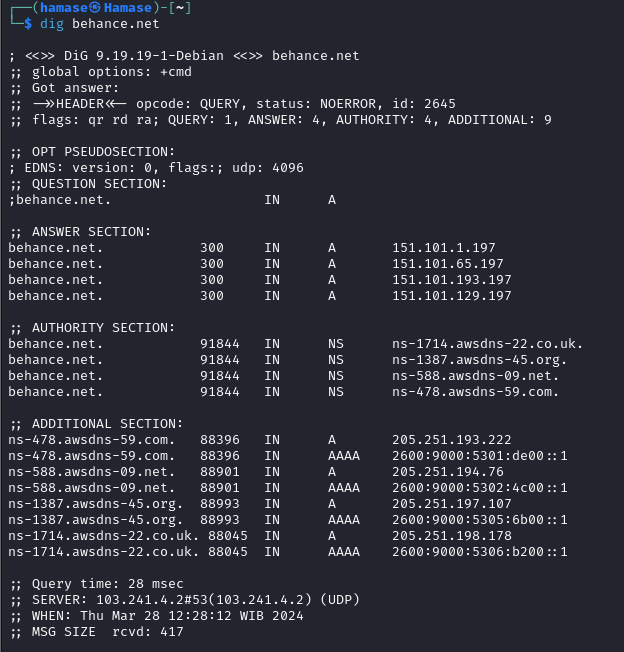 ┌──(hamase㉿Hamase)-[~]
└─$ dig behance.net

; <<>> DiG 9.19.19-1-Debian <<>> behance.net
;; global options: +cmd
;; Got answer:
;; ->>HEADER<<- opcode: QUERY, status: NOERROR, id: 2645
;; flags: qr rd ra; QUERY: 1, ANSWER: 4, AUTHORITY: 4, ADDITIONAL: 9

;; OPT PSEUDOSECTION:
; EDNS: version: 0, flags:; udp: 4096
;; QUESTION SECTION:
;behance.net. IN A

;; ANSWER SECTION:
behance.net. 300 IN A 151.101.1.197
behance.net. 300 IN A 151.101.65.197
behance.net. 300 IN A 151.101.193.197
behance.net. 300 IN A 151.101.129.197

;; AUTHORITY SECTION:
behance.net. 91844 IN NS ns-1714.awsdns-22.co.uk.
behance.net. 91844 IN NS ns-1387.awsdns-45.org.
behance.net. 91844 IN NS ns-588.awsdns-09.net.
behance.net. 91844 IN NS ns-478.awsdns-59.com.

;; ADDITIONAL SECTION:
ns-478.awsdns-59.com. 88396 IN A 205.251.193.222
ns-478.awsdns-59.com. 88396 IN AAAA 2600:9000:5301:de00::1
ns-588.awsdns-09.net. 88901 IN A 205.251.194.76
ns-588.awsdns-09.net. 88901 IN AAAA 2600:9000:5302:4c00::1
ns-1387.awsdns-45.org. 88993 IN A 205.251.197.107
ns-1387.awsdns-45.org. 88993 IN AAAA 2600:9000:5305:6b00::1
ns-1714.awsdns-22.co.uk. 88045 IN A 205.251.198.178
ns-1714.awsdns-22.co.uk. 88045 IN AAAA 2600:9000:5306:b200::1

;; Query time: 28 msec
;; SERVER: 103.241.4.2#53(103.241.4.2) (UDP)
;; WHEN: Thu Mar 28 12:28:12 WIB 2024
;; MSG SIZE rcvd: 417